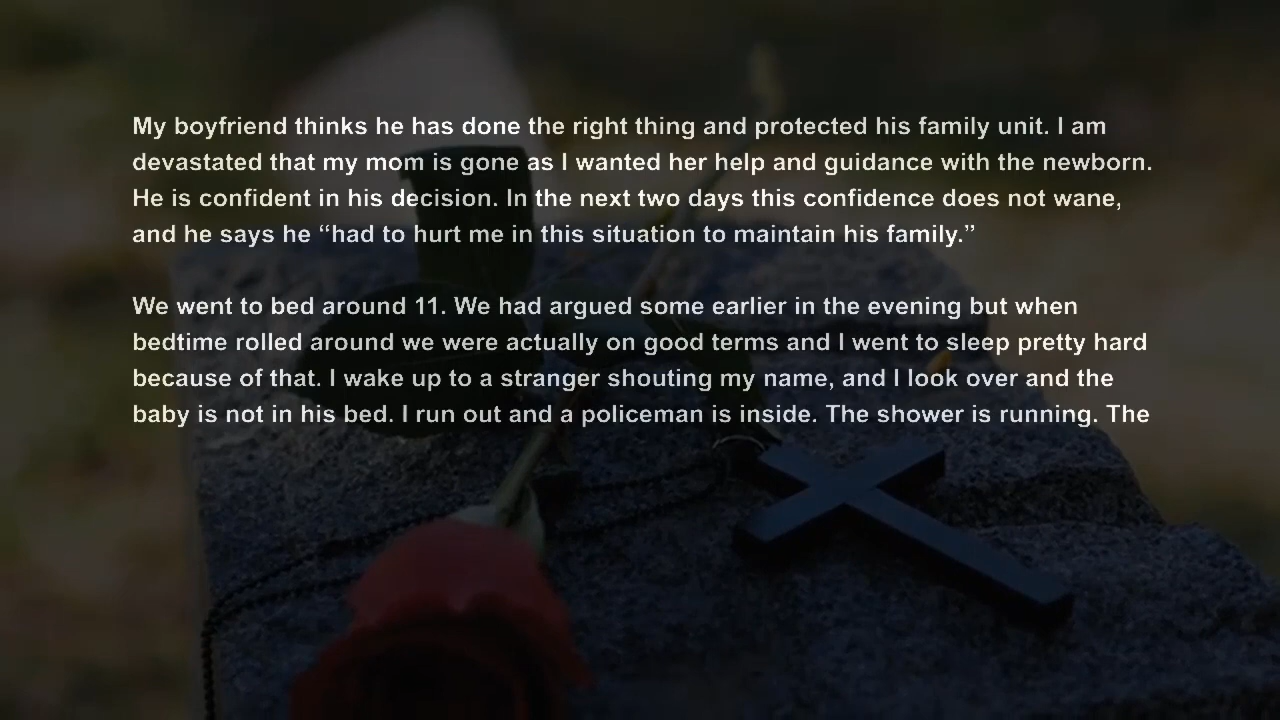 My boyfriend thinks he has done the right thing and protected his family unit. I am
devastated that my mom is gone as I wanted her help and guidance with the newborn.
He is confident in his decision. In the next two days this confidence does not wane,
and he says he “had to hurt me in this situation to maintain his family.”
We went to bed around 11. We had argued some earlier in the evening but when
bedtime rolled around we were actually on good terms and I went to sleep pretty hard
because of that. I wake up to a stranger shouting my name, and I look over and the
baby is not in his bed. I run out and a policeman is inside. The shower is running. The